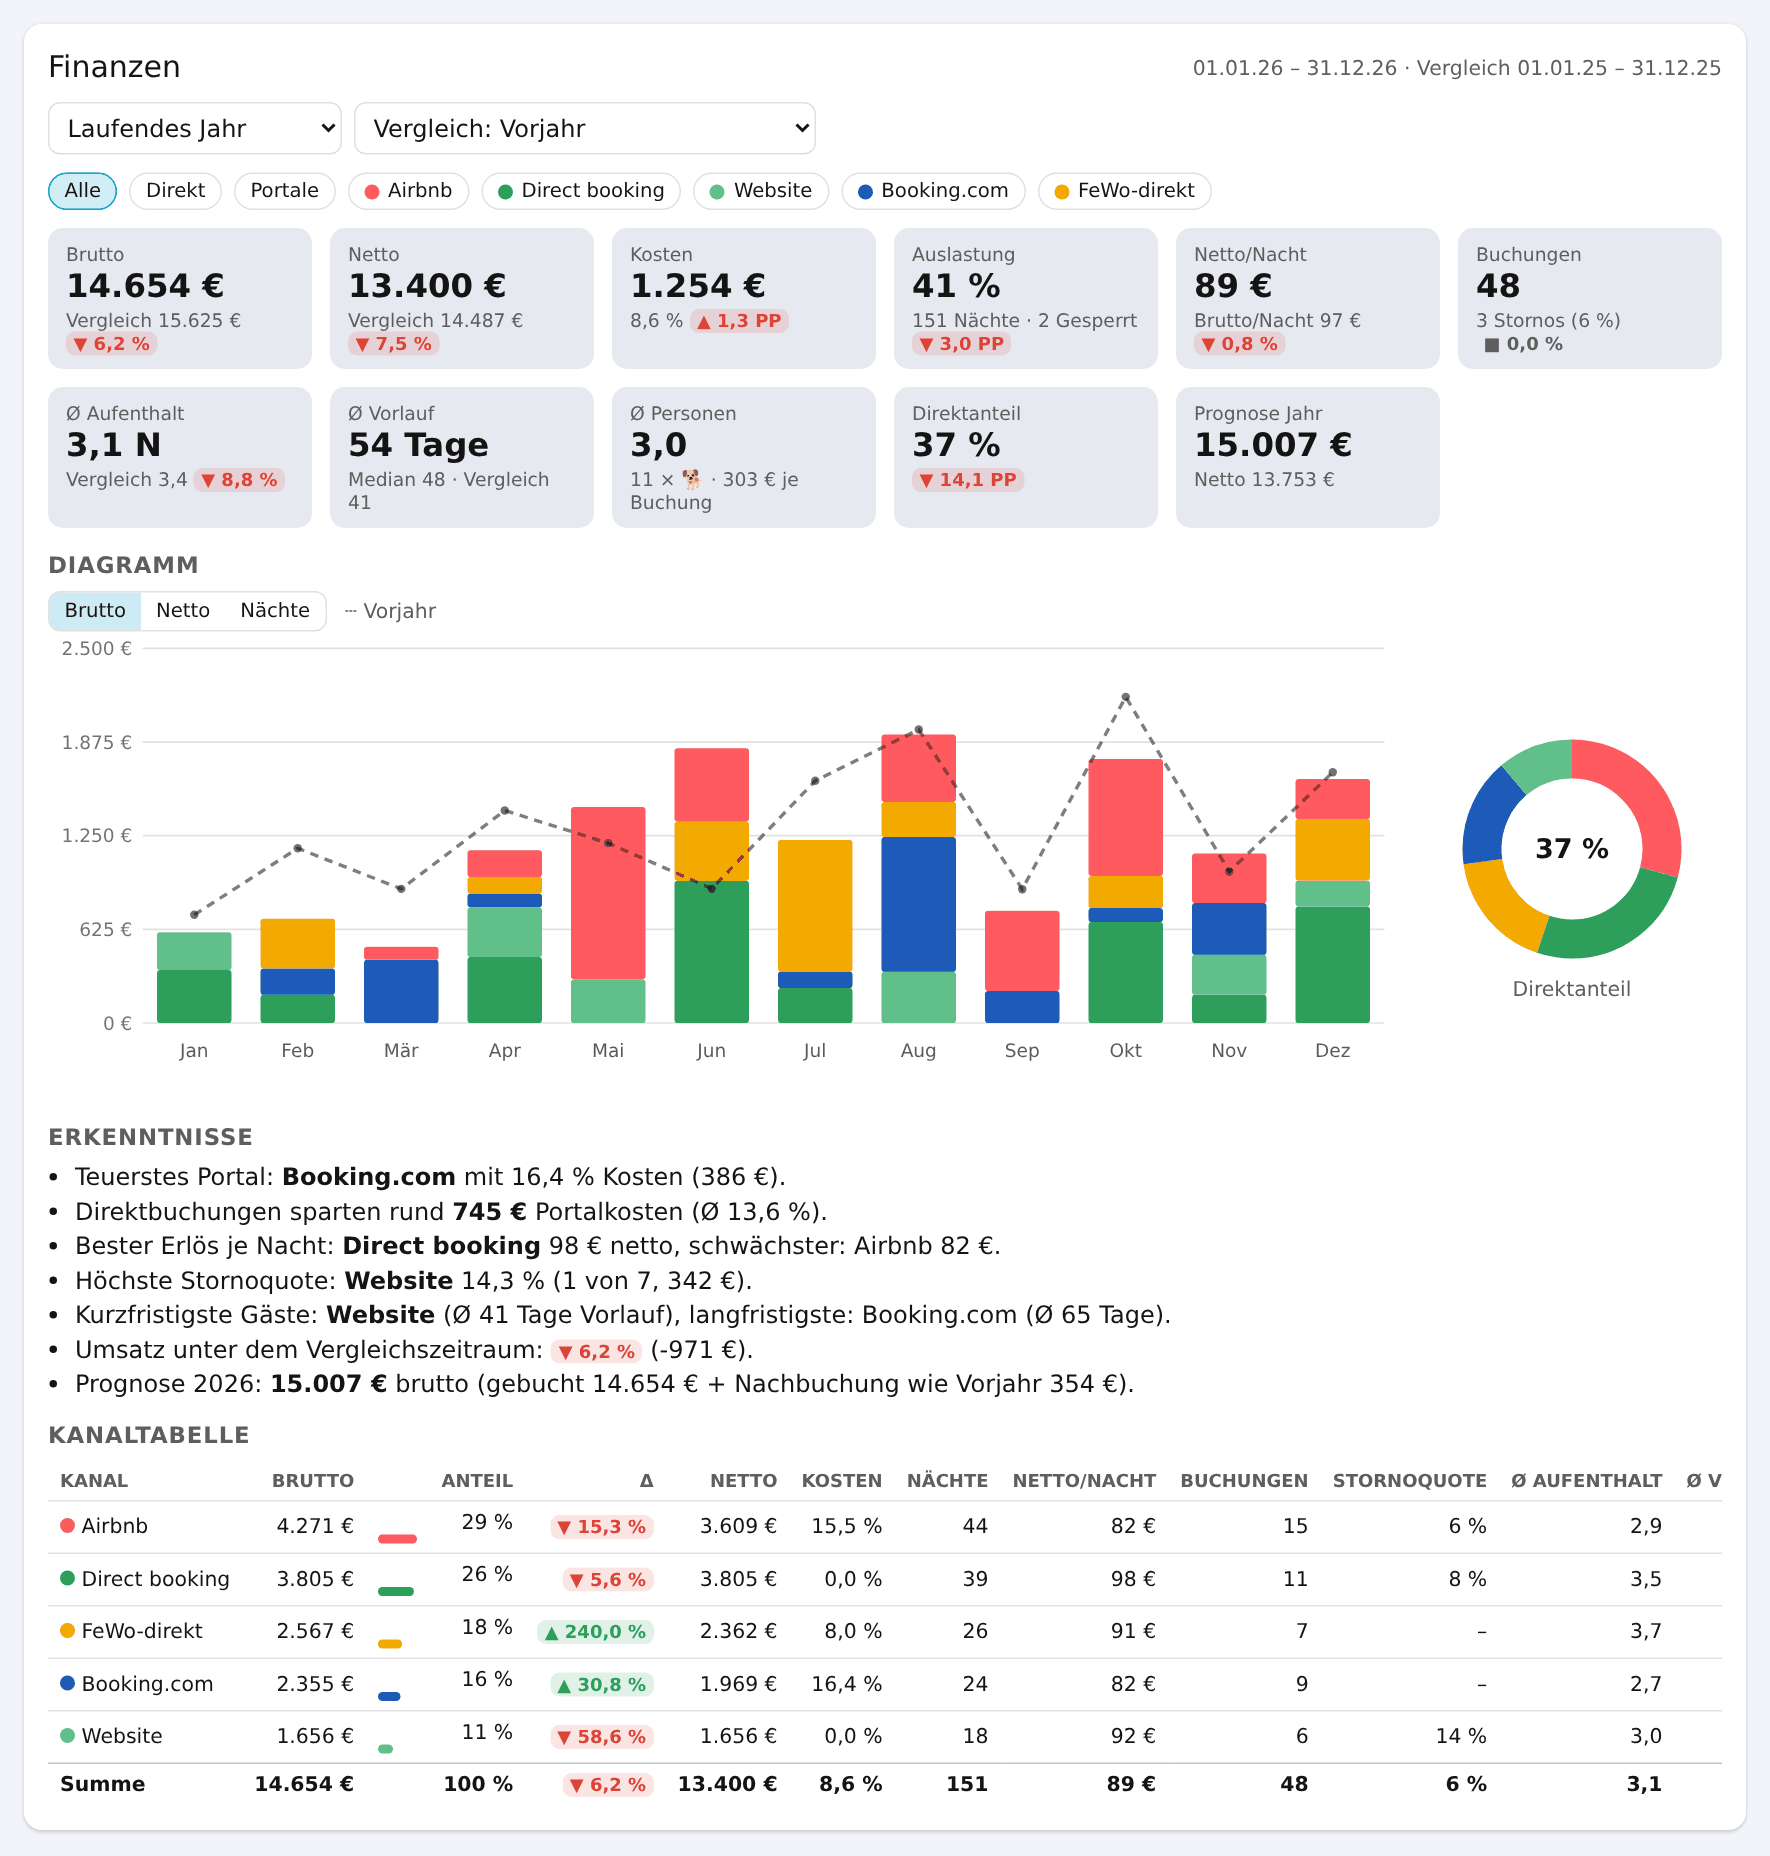 Finanzen
01.01.26 – 31.12.26 · Vergleich 01.01.25 – 31.12.25
Laufendes Jahr
Vergleich: Vorjahr
Alle
Direkt
Portale
Airbnb
Direct booking
Website
Booking.com
FeWo-direkt
Brutto
14.654 €
Vergleich 15.625 €
▼ 6,2 %
Netto
13.400 €
Vergleich 14.487 €
▼ 7,5 %
Kosten
1.254 €
8,6 % ▲ 1,3 PP
Auslastung
41 %
151 Nächte · 2 Gesperrt
▼ 3,0 PP
Netto/Nacht
89 €
Brutto/Nacht 97 €
▼ 0,8 %
Buchungen
48
3 Stornos (6 %)
■ 0,0 %
Ø Aufenthalt
3,1 N
Vergleich 3,4 ▼ 8,8 %
Ø Vorlauf
54 Tage
Median 48 · Vergleich
41
Ø Personen
3,0
11 × 🐕 · 303 € je
Buchung
Direktanteil
37 %
▼ 14,1 PP
Prognose Jahr
15.007 €
Netto 13.753 €
DIAGRAMM
Brutto Netto Nächte
┄ Vorjahr
2.500 €
1.875 €
1.250 €
625 €
0 €
Jan Feb Mär Apr Mai Jun Jul Aug Sep Okt Nov Dez
37 %
Direktanteil
ERKENNTNISSE
• Teuerstes Portal: Booking.com mit 16,4 % Kosten (386 €).
• Direktbuchungen sparten rund 745 € Portalkosten (Ø 13,6 %).
• Bester Erlös je Nacht: Direct booking 98 € netto, schwächster: Airbnb 82 €.
• Höchste Stornoquote: Website 14,3 % (1 von 7, 342 €).
• Kurzfristigste Gäste: Website (Ø 41 Tage Vorlauf), langfristigste: Booking.com (Ø 65 Tage).
• Umsatz unter dem Vergleichszeitraum: ▼ 6,2 % (-971 €).
• Prognose 2026: 15.007 € brutto (gebucht 14.654 € + Nachbuchung wie Vorjahr 354 €).
KANALTABELLE
KANAL BRUTTO ANTEIL Δ NETTO KOSTEN NÄCHTE NETTO/NACHT BUCHUNGEN STORNOQUOTE Ø AUFENTHALT Ø V
Airbnb 4.271 € 29 % ▼ 15,3 % 3.609 € 15,5 % 44 82 € 15 6 % 2,9
Direct booking 3.805 € 26 % ▼ 5,6 % 3.805 € 0,0 % 39 98 € 11 8 % 3,5
FeWo-direkt 2.567 € 18 % ▲ 240,0 % 2.362 € 8,0 % 26 91 € 7 – 3,7
Booking.com 2.355 € 16 % ▲ 30,8 % 1.969 € 16,4 % 24 82 € 9 – 2,7
Website 1.656 € 11 % ▼ 58,6 % 1.656 € 0,0 % 18 92 € 6 14 % 3,0
Summe 14.654 € 100 % ▼ 6,2 % 13.400 € 8,6 % 151 89 € 48 6 % 3,1